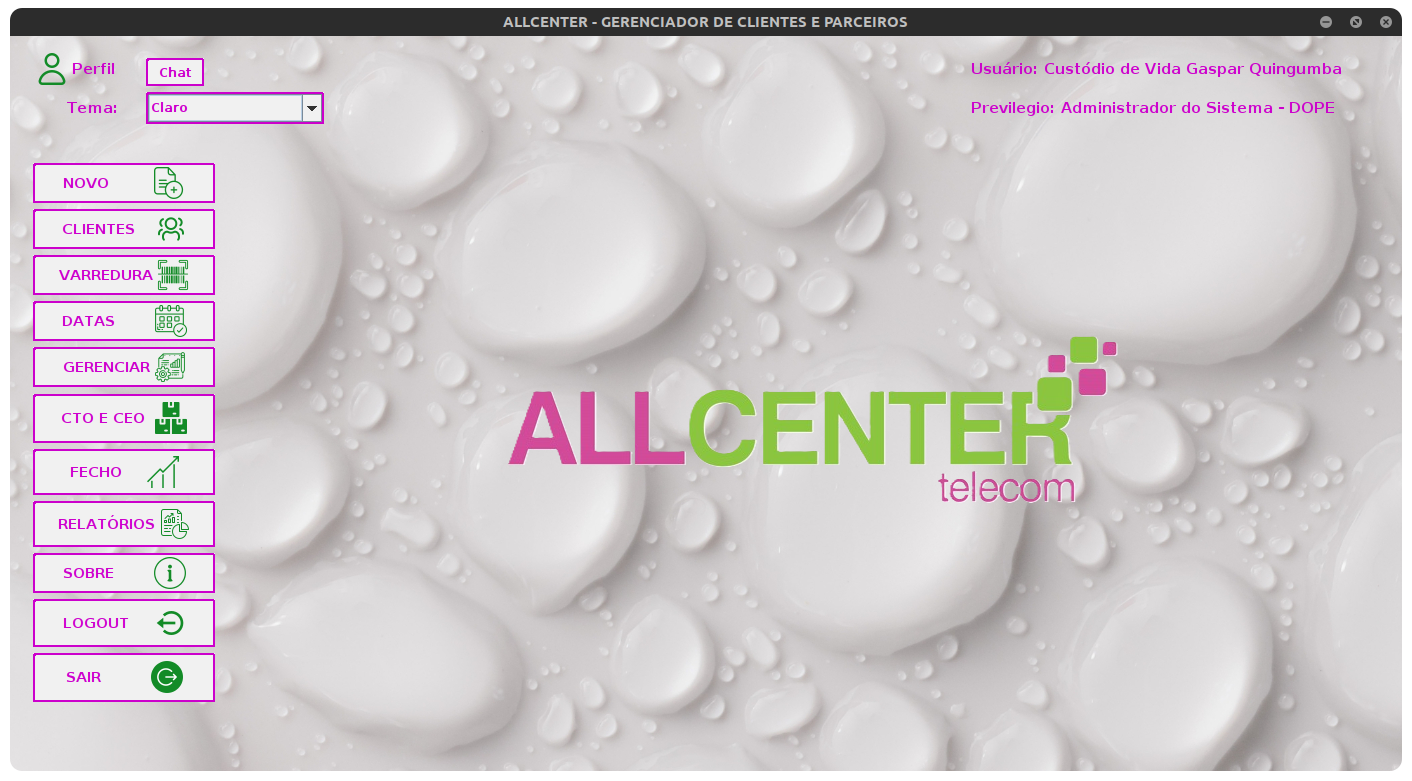 ALLCENTER - GERENCIADOR DE CLIENTES E PARCEIROS
Perfil
Chat
Usuário: Custódio de Vida Gaspar Quingumba
Tema:
Claro
Previlegio: Administrador do Sistema - DOPE
NOVO
CLIENTES
VARREDURA
DATAS
GERENCIAR
CTO E CEO
FECHO
RELATÓRIOS
SOBRE
LOGOUT
SAIR
ALLCENTER
telecom